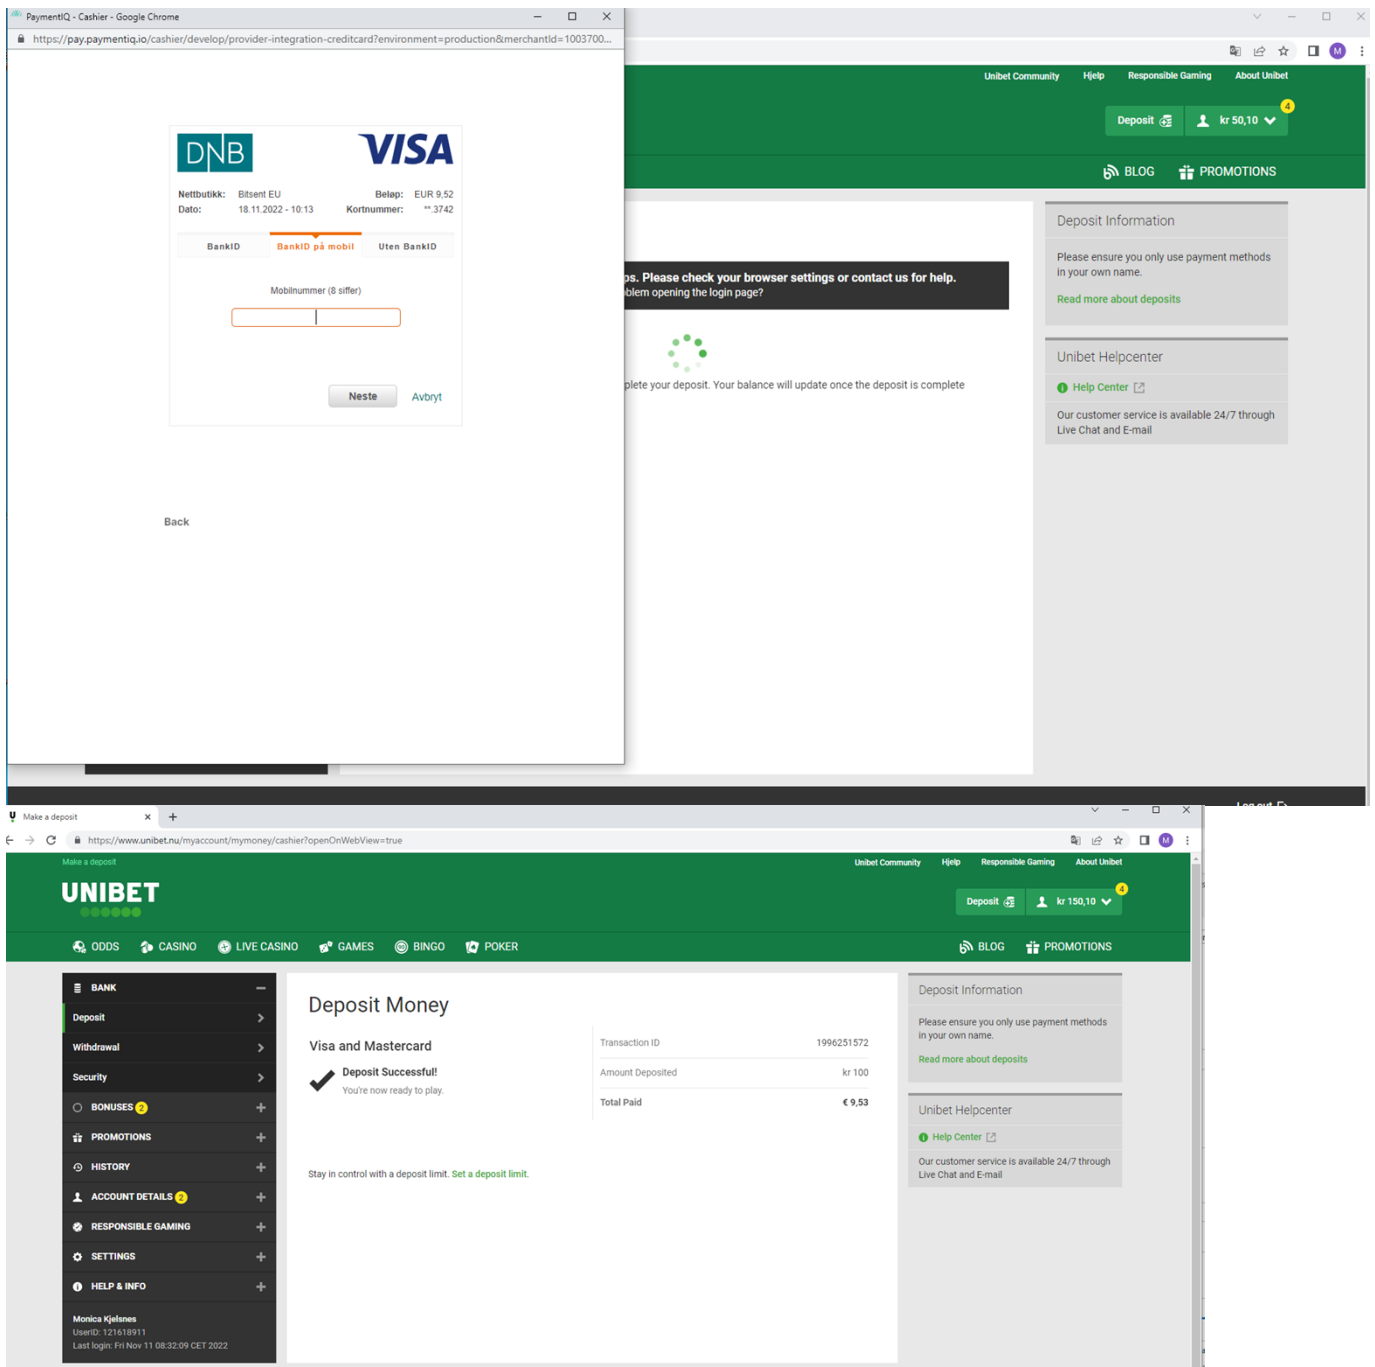 PaymentIQ - Cashier - Google Chrome
https://pay.paymentiq.io/cashier/develop/provider-integration-creditcard?environment=production&merchantId=1003700...
M
Unibet Community Hjelp Responsible Gaming About Unibet
4
Deposit kr 50,10
BLOG PROMOTIONS
DNB VISA
Nettbutikk: Bitsent EU Beløp: EUR 9,52
Dato: 18.11.2022 - 10:13 Kortnummer: **.3742
BankID BankID på mobil Uten BankID
Mobilnummer (8 siffer)
Neste Avbryt
Back
ps. Please check your browser settings or contact us for help.
blem opening the login page?
plete your deposit. Your balance will update once the deposit is complete
Deposit Information
Please ensure you only use payment methods
in your own name.
Read more about deposits
Unibet Helpcenter
Help Center
Our customer service is available 24/7 through
Live Chat and E-mail
Log out
Make a deposit
https://www.unibet.nu/myaccount/mymoney/cashier?openOnWebView=true
M
Make a deposit
Unibet Community Hjelp Responsible Gaming About Unibet
UNIBET
4
Deposit kr 150,10
ODDS CASINO LIVE CASINO GAMES BINGO POKER
BLOG PROMOTIONS
BANK
Deposit
Withdrawal
Security
BONUSES 2
PROMOTIONS
HISTORY
ACCOUNT DETAILS 2
RESPONSIBLE GAMING
SETTINGS
HELP & INFO
Monica Kjelsnes
UserID: 121618911
Last login: Fri Nov 11 08:32:09 CET 2022
Deposit Money
Visa and Mastercard
Deposit Successful!
You're now ready to play.
Transaction ID 1996251572
Amount Deposited kr 100
Total Paid € 9,53
Stay in control with a deposit limit. Set a deposit limit.
Deposit Information
Please ensure you only use payment methods
in your own name.
Read more about deposits
Unibet Helpcenter
Help Center
Our customer service is available 24/7 through
Live Chat and E-mail